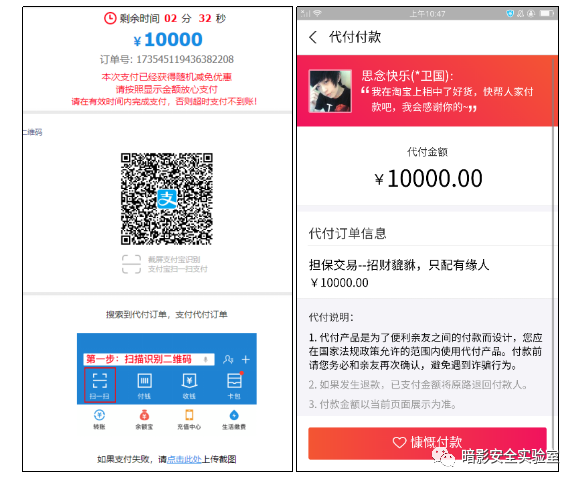 剩余时间 02 分 32 秒
￥10000
订单号: 173545119436382208
本次支付已经获得随机减免优惠
请按照显示金额放心支付
请在有效时间内完成支付，否则超时支付不到账！
二维码
支
截屏支付宝识别
支付宝扫一扫支付
搜索到代付订单，支付代付订单
第一步：扫描识别二维码
扫一扫 付钱 收钱 卡包
转账 余额宝 充值中心 生活缴费
如果支付失败，请点击此处上传截图
上午10:47
代付付款
思念快乐(*卫国)：
“我在淘宝上相中了好货，快帮人家付
款吧，我会感谢你的~”
代付金额
￥10000.00
代付订单信息
担保交易--招财貔貅，只配有缘人
￥10000.00
代付说明：
1. 代付产品是为了便利亲友之间的付款而设计，您应
在国家法规政策允许的范围内使用代付产品。付款前
请您务必和亲友再次确认，避免遇到诈骗行为。
2. 如果发生退款，已支付金额将原路退回付款人。
3. 付款金额以当前页面展示为准。
慷慨付款
暗影安全实验室